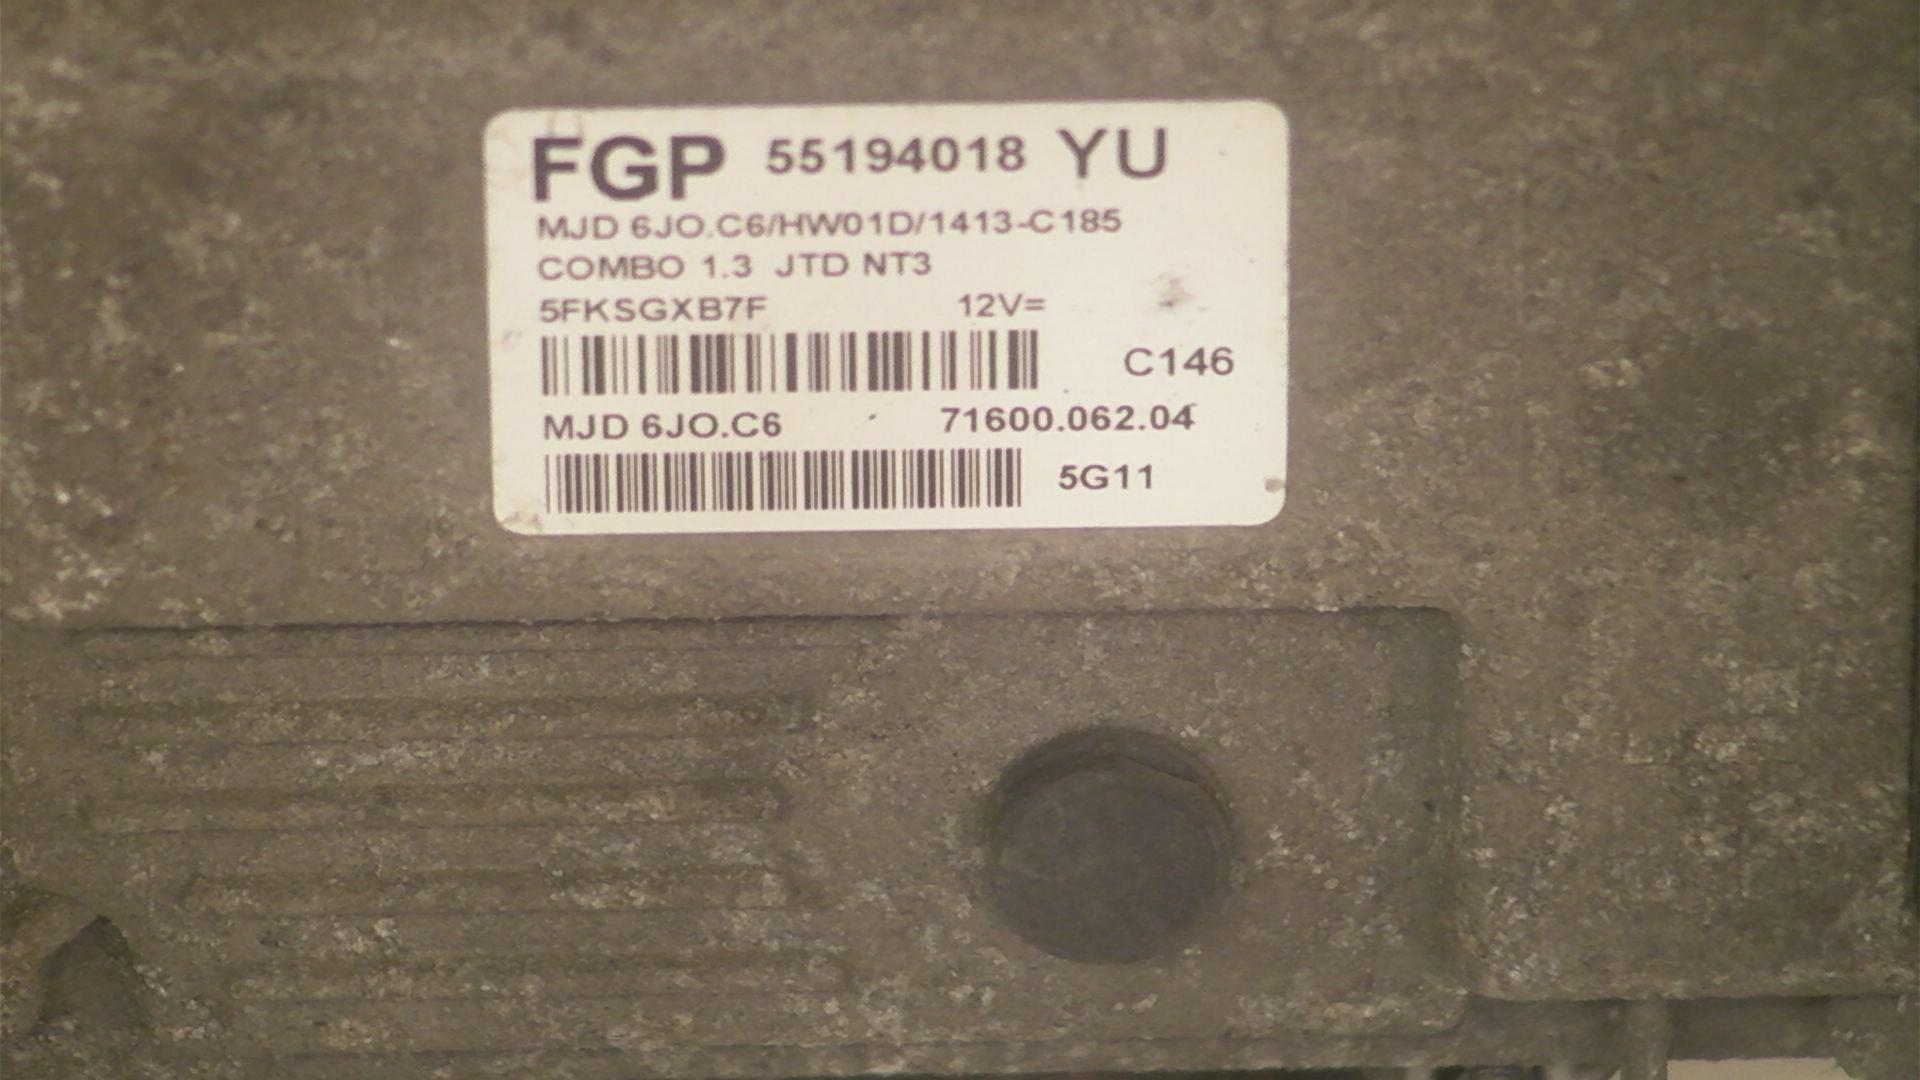 FGP 55194018 YU
MJD 6JO.C6/HW01D/1413-C185
COMBO 1.3 JTD NT3
5FKSGXB7F 12V=
C146
MJD 6JO.C6 71600.062.04
5G11